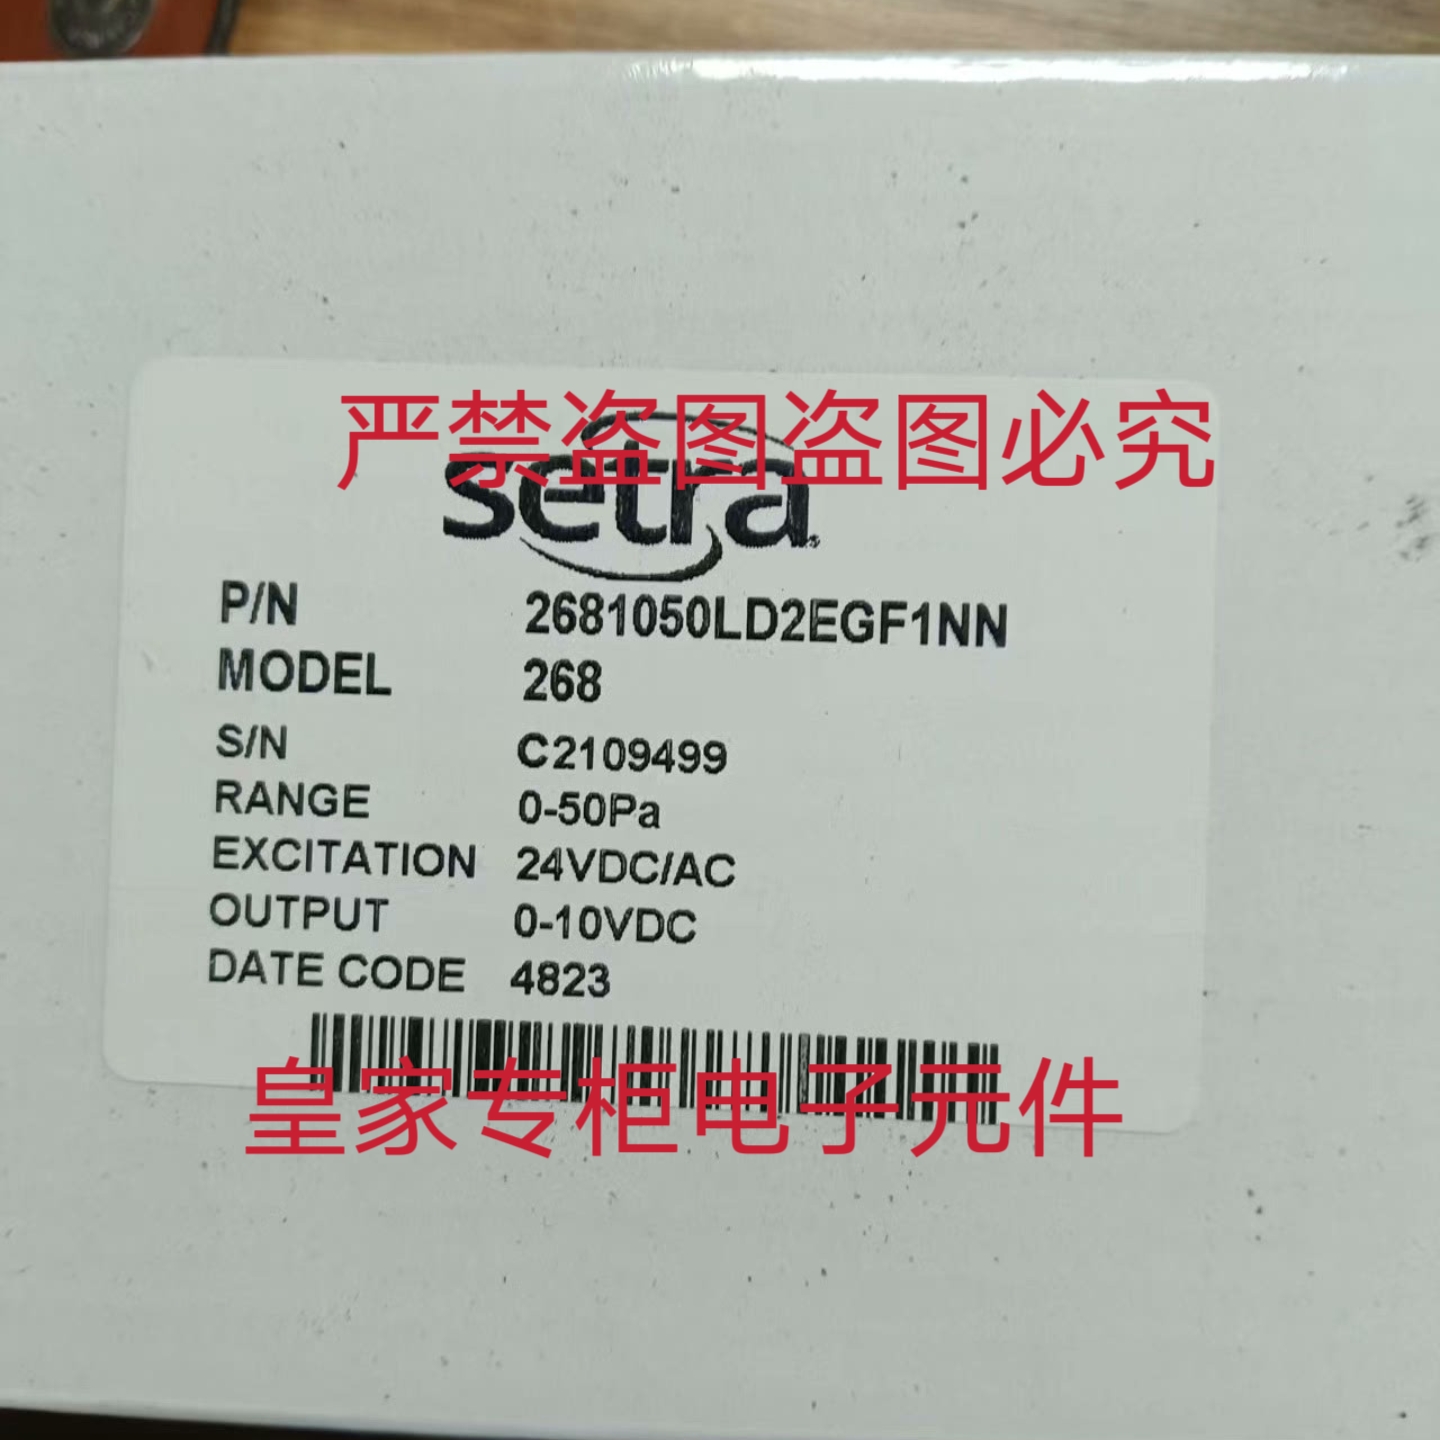 严禁盗图盗图必究
setra
P/N 2681050LD2EGF1NN
MODEL 268
S/N C2109499
RANGE 0-50Pa
EXCITATION 24VDC/AC
OUTPUT 0-10VDC
DATE CODE 4823
皇家专柜电子元件